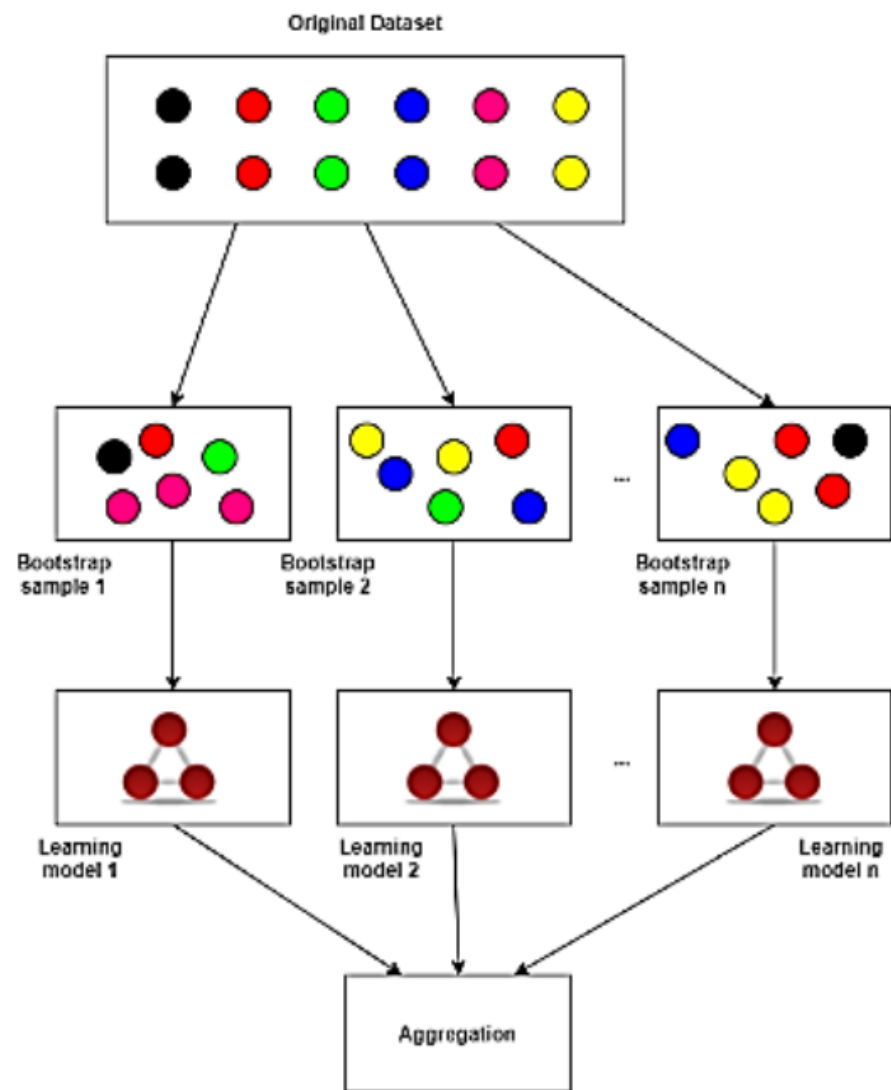 Original Dataset
...
Bootstrap
sample 1
Bootstrap
sample 2
Bootstrap
sample n
...
Learning
model 1
Learning
model 2
Learning
model n
Aggregation